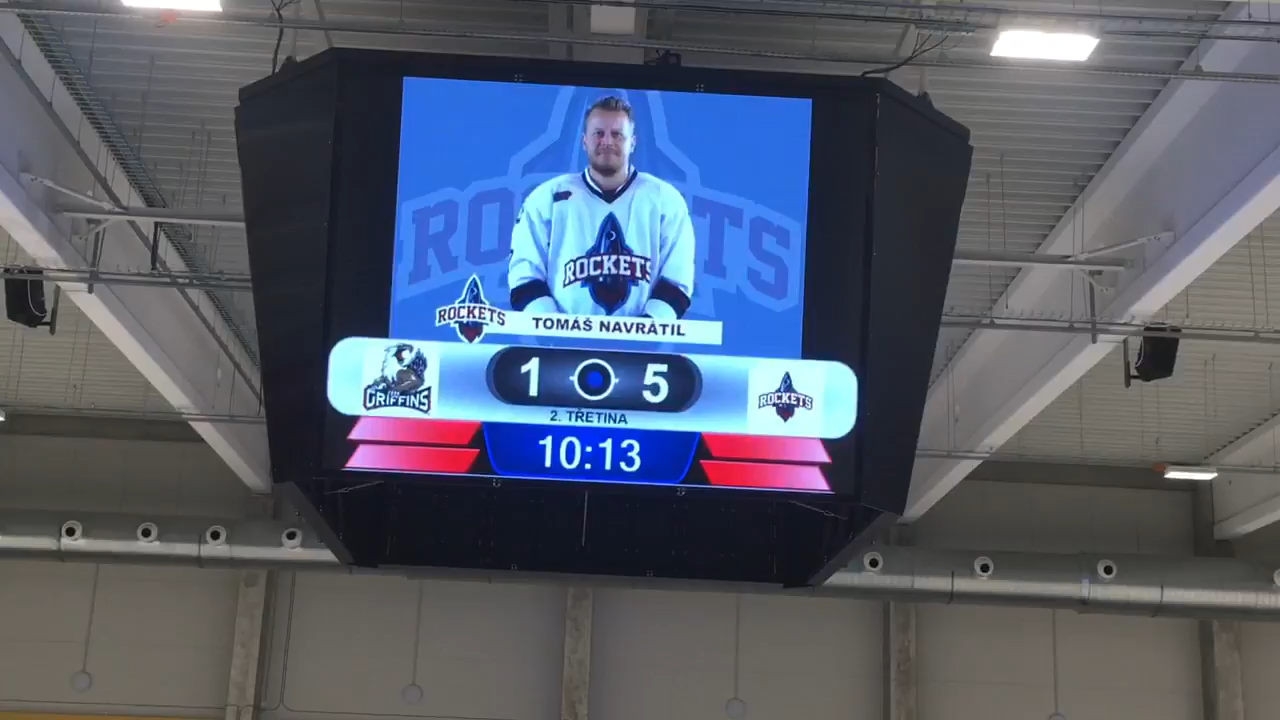 ROCKETS
ROCKETS
ROCKETS
TOMÁŠ NAVRÁTIL
GRIFFINS
1 5
ROCKETS
2. TŘETINA
10:13